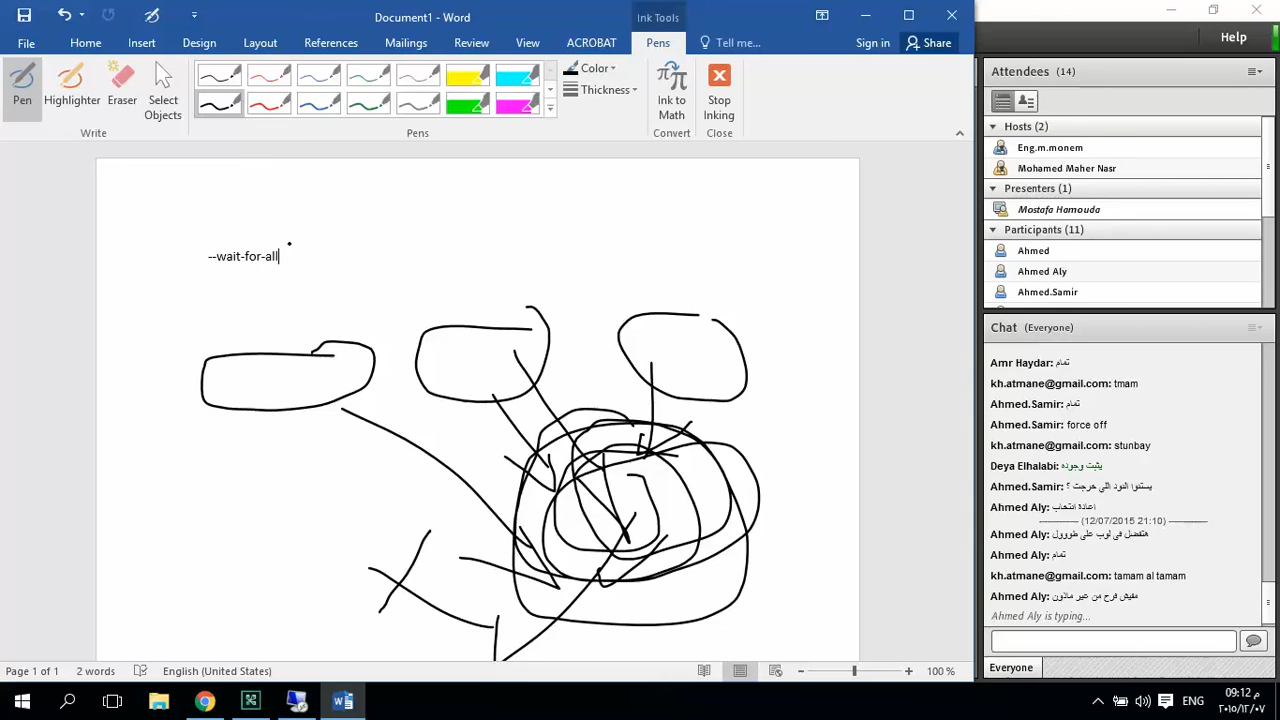 Document1 - Word
Ink Tools
File
Home
Insert
Design
Layout
References
Mailings
Review
View
ACROBAT
Pens
Tell me...
Sign in
Share
Help
Pen
Highlighter
Eraser
Select Objects
Color
Thickness
Ink to Math
Stop Inking
Write
Pens
Convert
Close
--wait-for-all
Attendees (14)
Hosts (2)
Eng.m.monem
Mohamed Maher Nasr
Presenters (1)
Mostafa Hamouda
Participants (11)
Ahmed
Ahmed Aly
Ahmed.Samir
Chat (Everyone)
Amr Haydar: تمام
kh.atmane@gmail.com: tmam
Ahmed.Samir: تمام
Ahmed.Samir: force off
kh.atmane@gmail.com: stunbay
Deya Elhalabi: يثبت وجوده
Ahmed.Samir: يستنوا النود اللي خرجت ؟
Ahmed Aly: اعادة انتخاب
(12/07/2015 21:10)
Ahmed Aly: هتفضل فى لوب على طووول
Ahmed Aly: تمام
kh.atmane@gmail.com: tamam al tamam
Ahmed Aly: مفيش فرح من غير ماذون
Ahmed Aly is typing...
Everyone
Page 1 of 1
2 words
English (United States)
100 %
ENG
09:12 م
٢٠١٥/١٢/٠٧